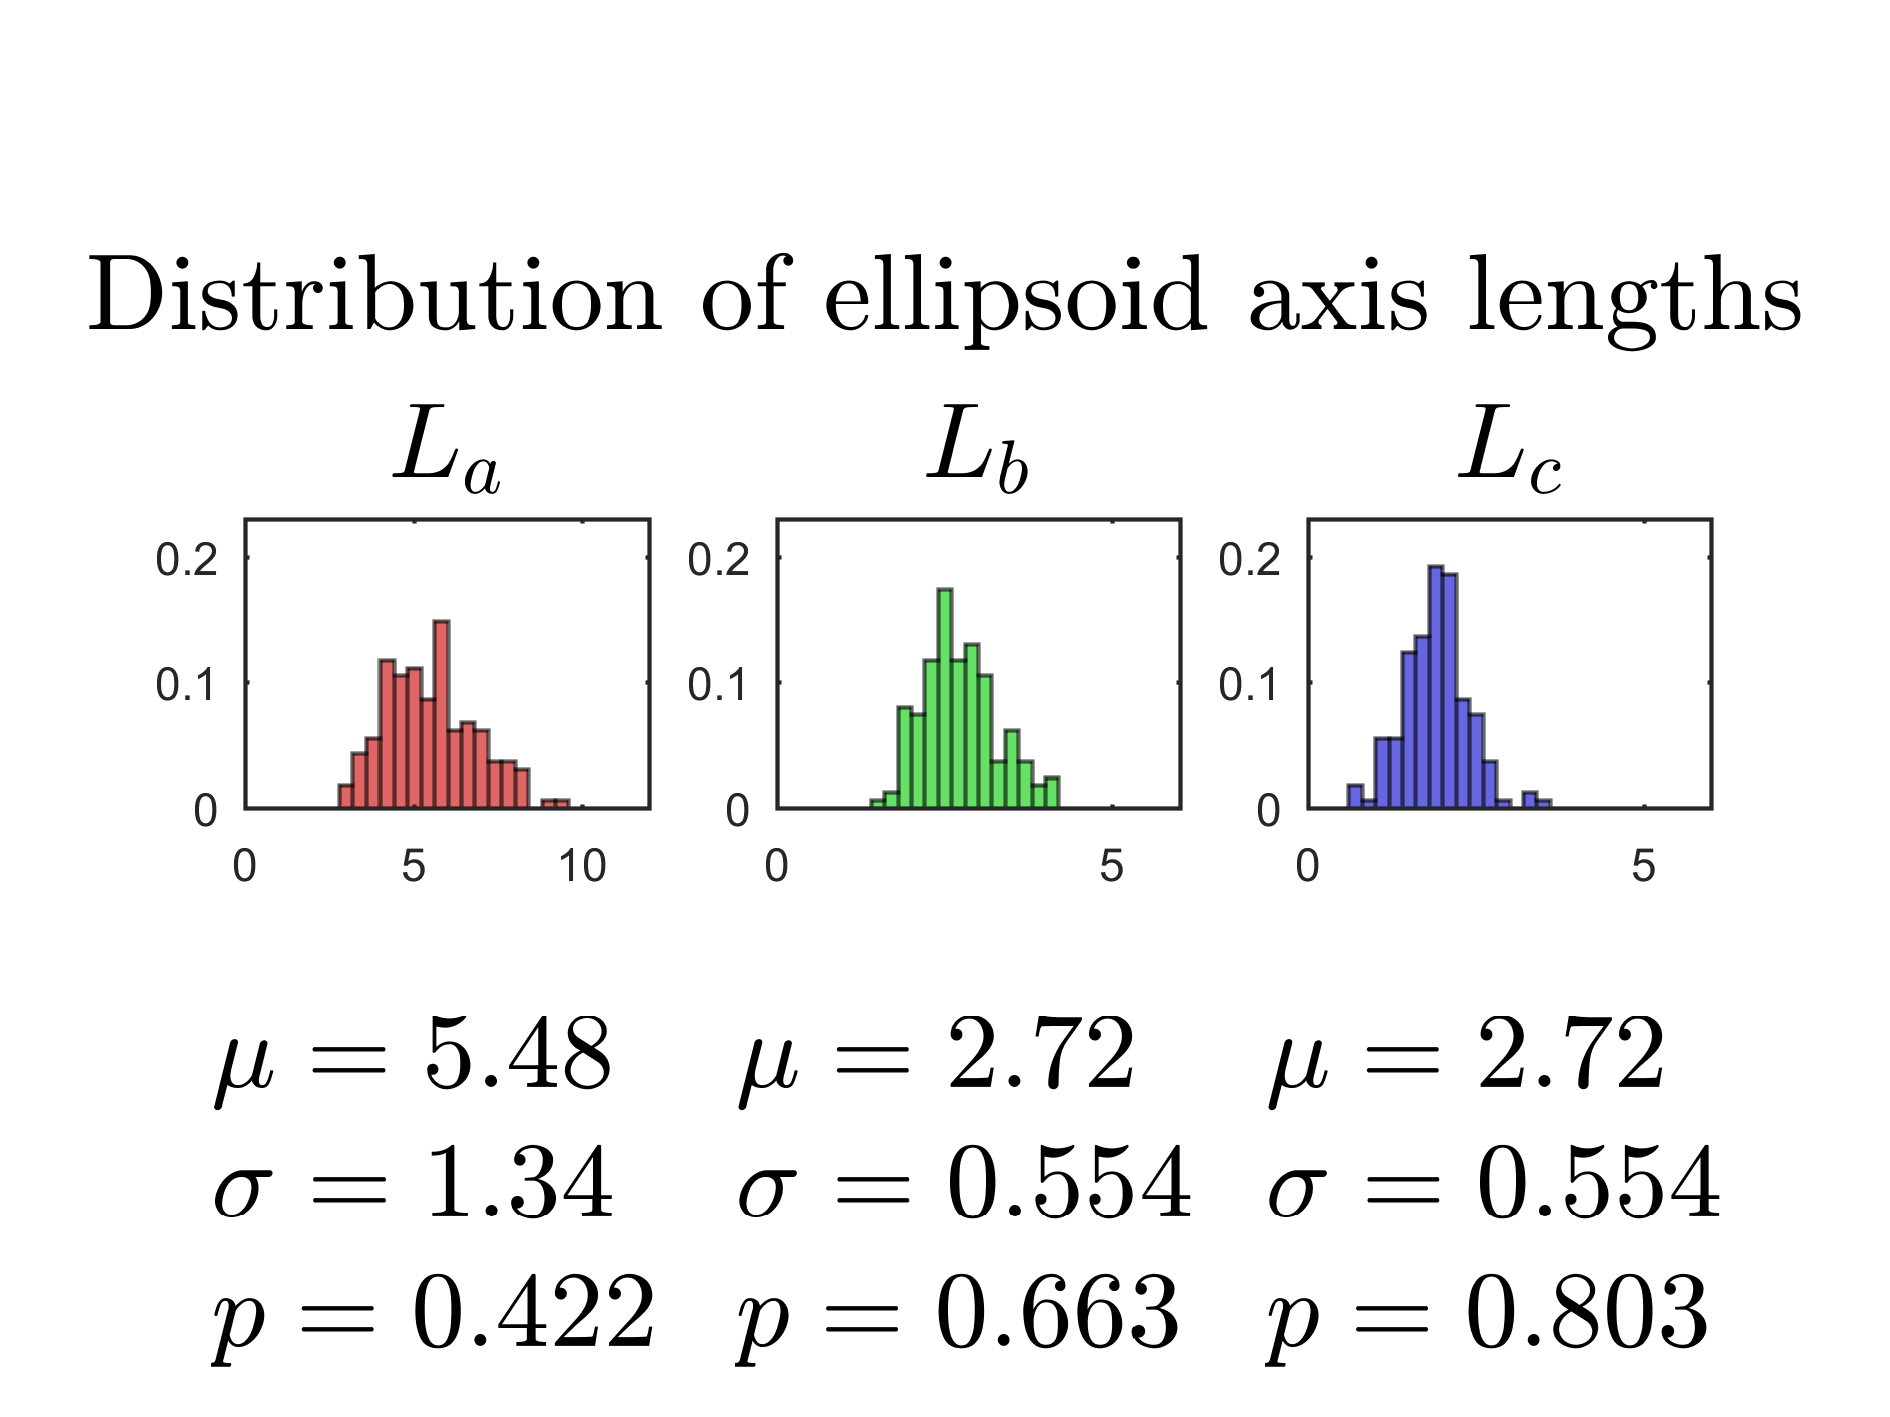 Distribution of ellipsoid axis lengths
L_a L_b L_c
0.2 0.2 0.2
0.1 0.1 0.1
0 0 0
0 5 10 0 5 0 5
μ = 5.48 μ = 2.72 μ = 2.72
σ = 1.34 σ = 0.554 σ = 0.554
p = 0.422 p = 0.663 p = 0.803